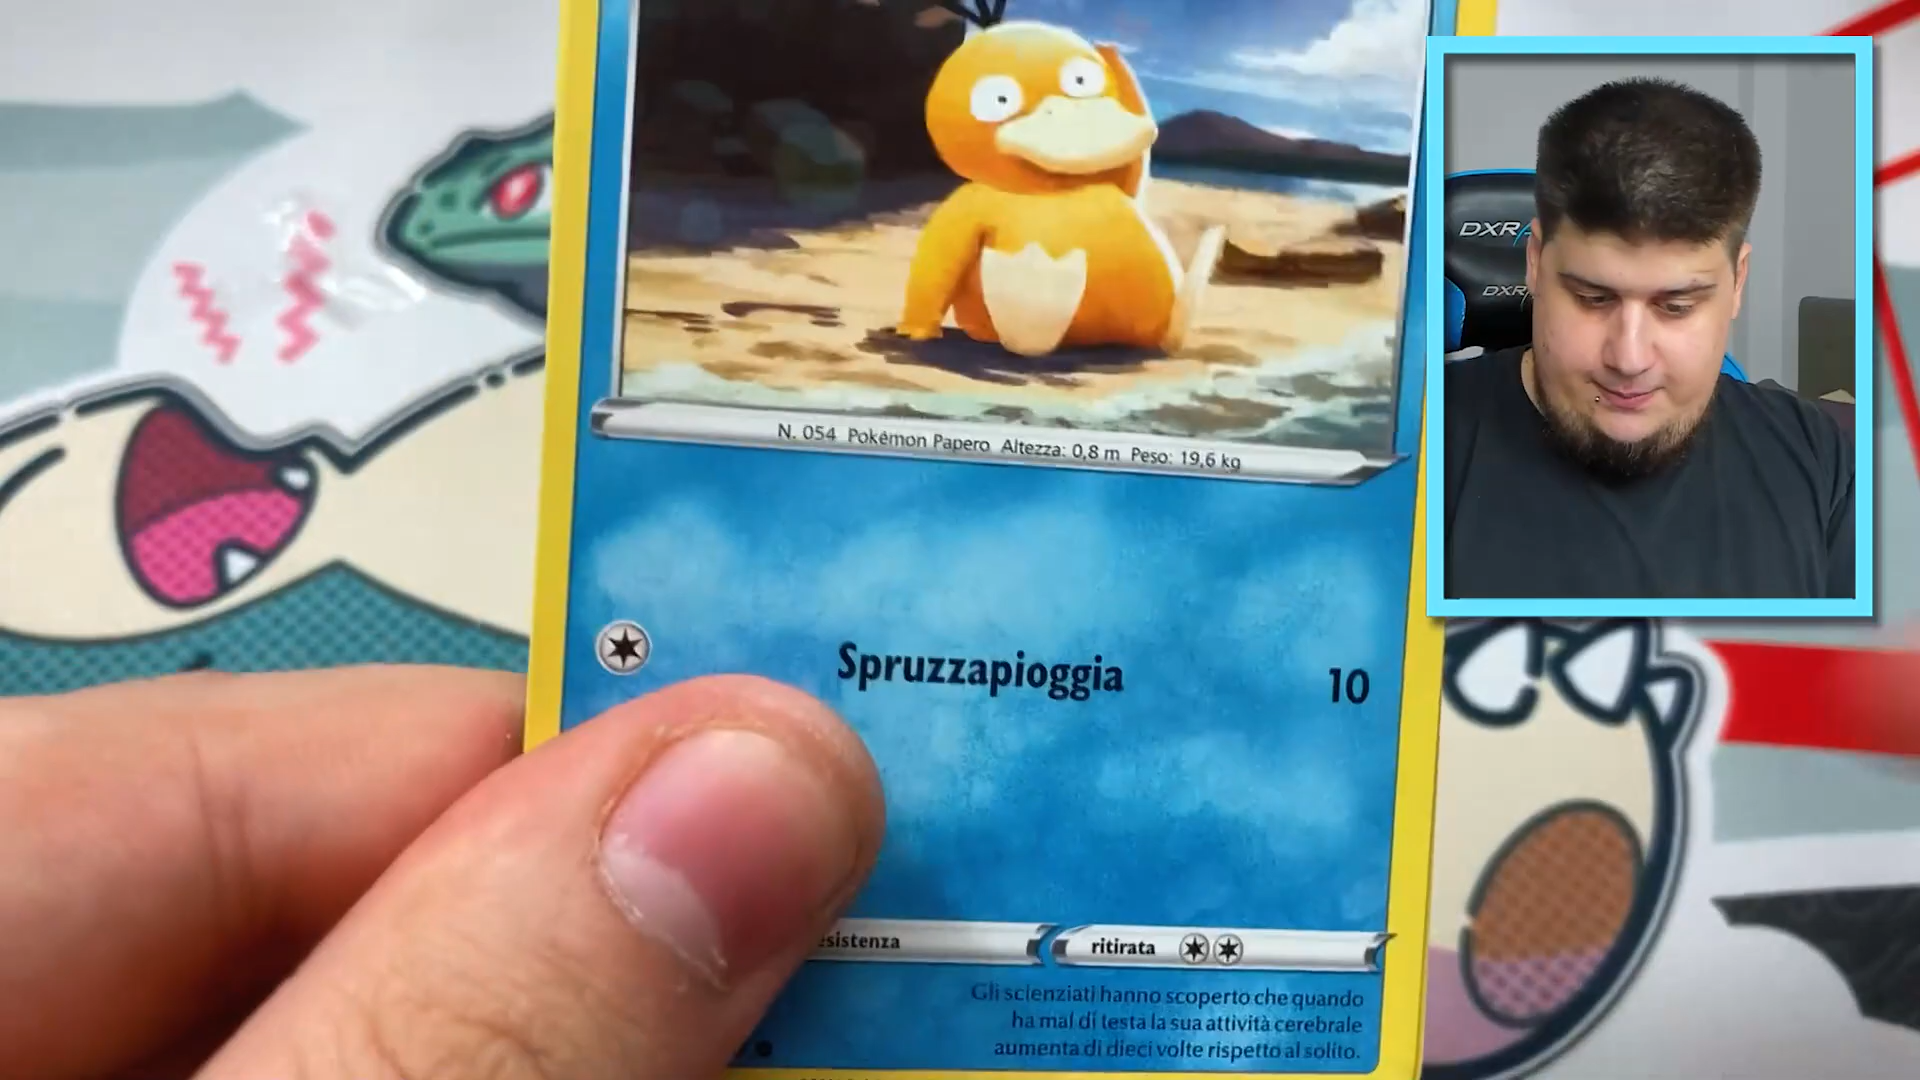 N. 054 Pokémon Papero Altezza: 0,8 m Peso: 19,6 kg
Spruzzapioggia 10
esistenza
ritirata
Gli scienziati hanno scoperto che quando
ha mal di testa la sua attività cerebrale
aumenta di dieci volte rispetto al solito.
DXR
DXR